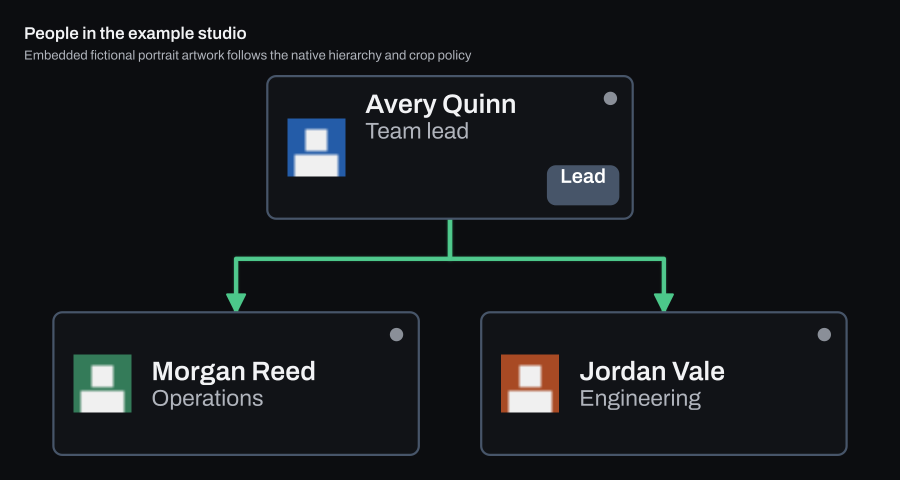 People in the example studio
Embedded fictional portrait artwork follows the native hierarchy and crop policy
Avery Quinn
Team lead
Lead
Morgan Reed
Operations
Jordan Vale
Engineering